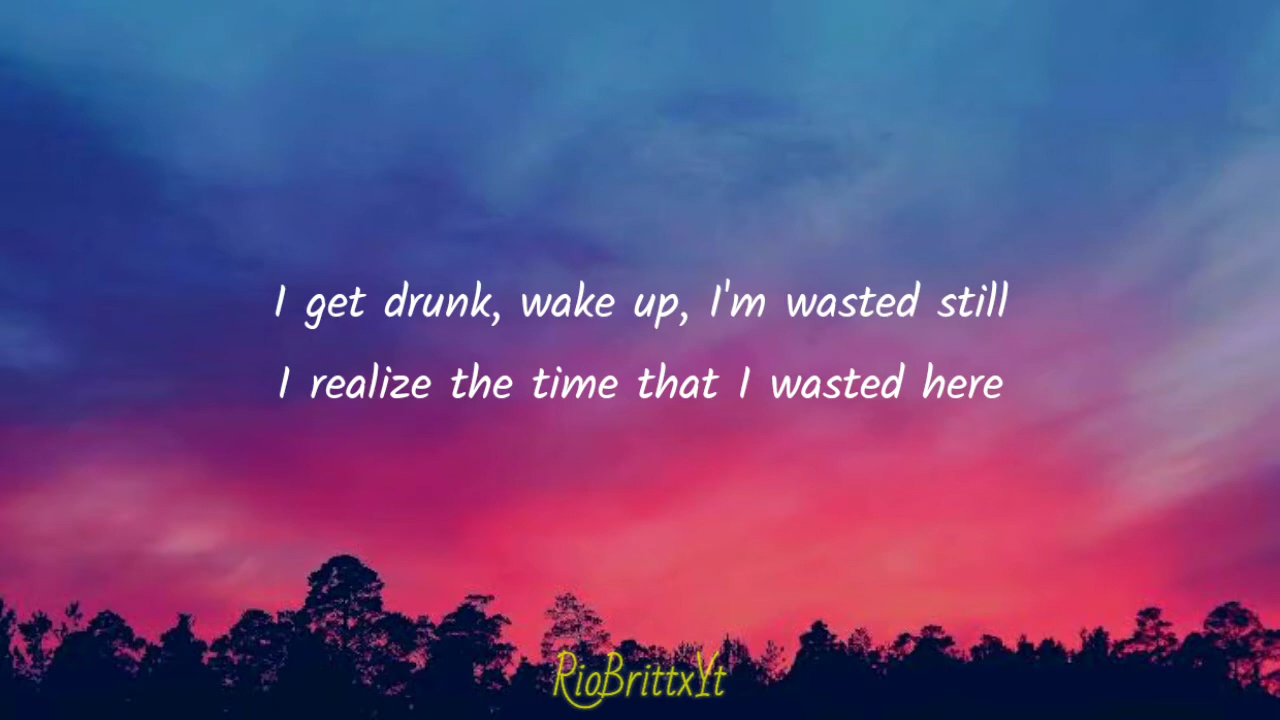 I get drunk, wake up, I'm wasted still
I realize the time that I wasted here
RioBrittxYt